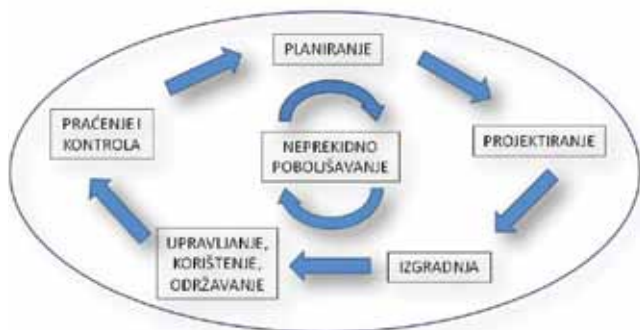 PLANIRANJE
PROJEKTIRANJE
IZGRADNJA
UPRAVLJANJE,
KORIŠTENJE,
ODRŽAVANJE
PRAĆENJE I
KONTROLA
NEPREKIDNO
POBOLJŠAVANJE